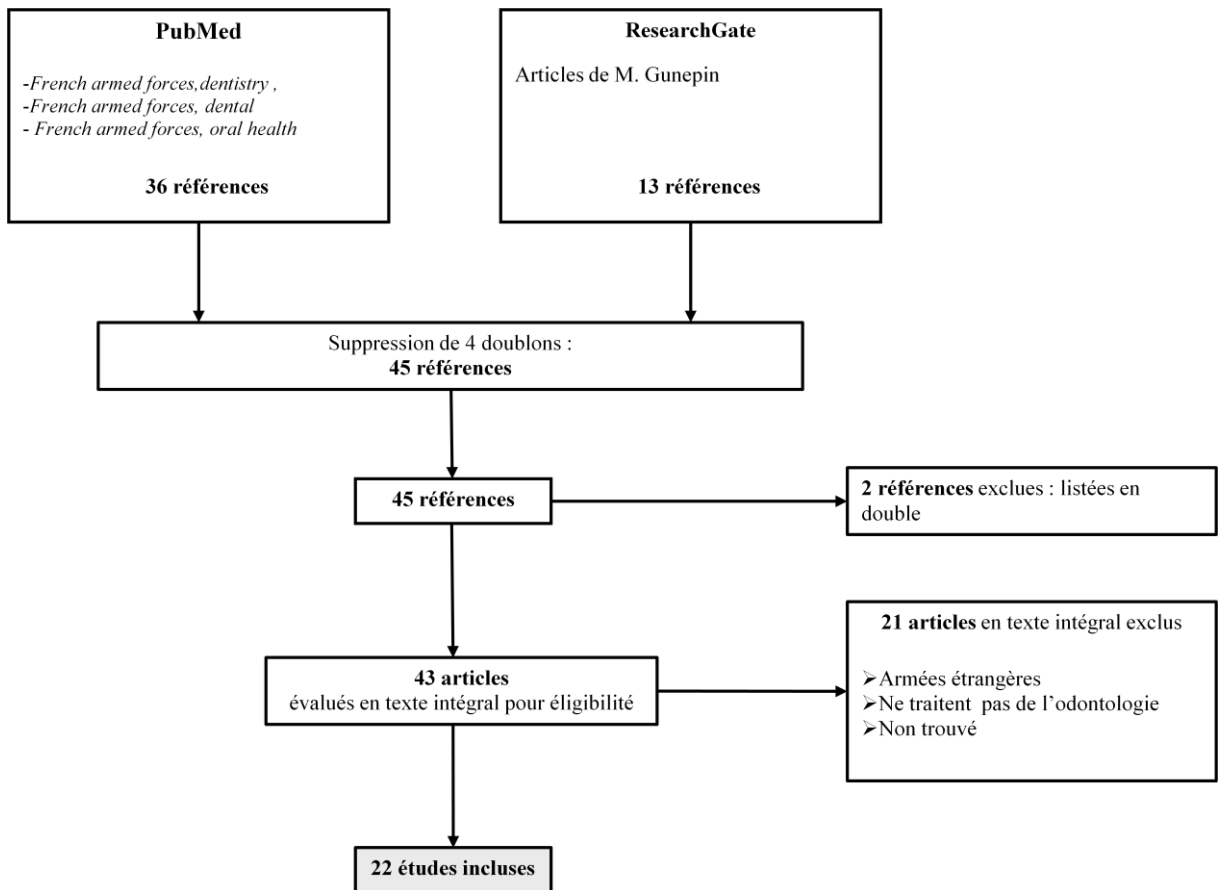 PubMed
-French armed forces,dentistry ,
-French armed forces, dental
- French armed forces, oral health
36 références
ResearchGate
Articles de M. Gunepin
13 références
Suppression de 4 doublons :
45 références
45 références
2 références exclues : listées en
double
43 articles
évalués en texte intégral pour éligibilité
21 articles en texte intégral exclus
➢Armées étrangères
➢Ne traitent pas de l’odontologie
➢Non trouvé
22 études incluses